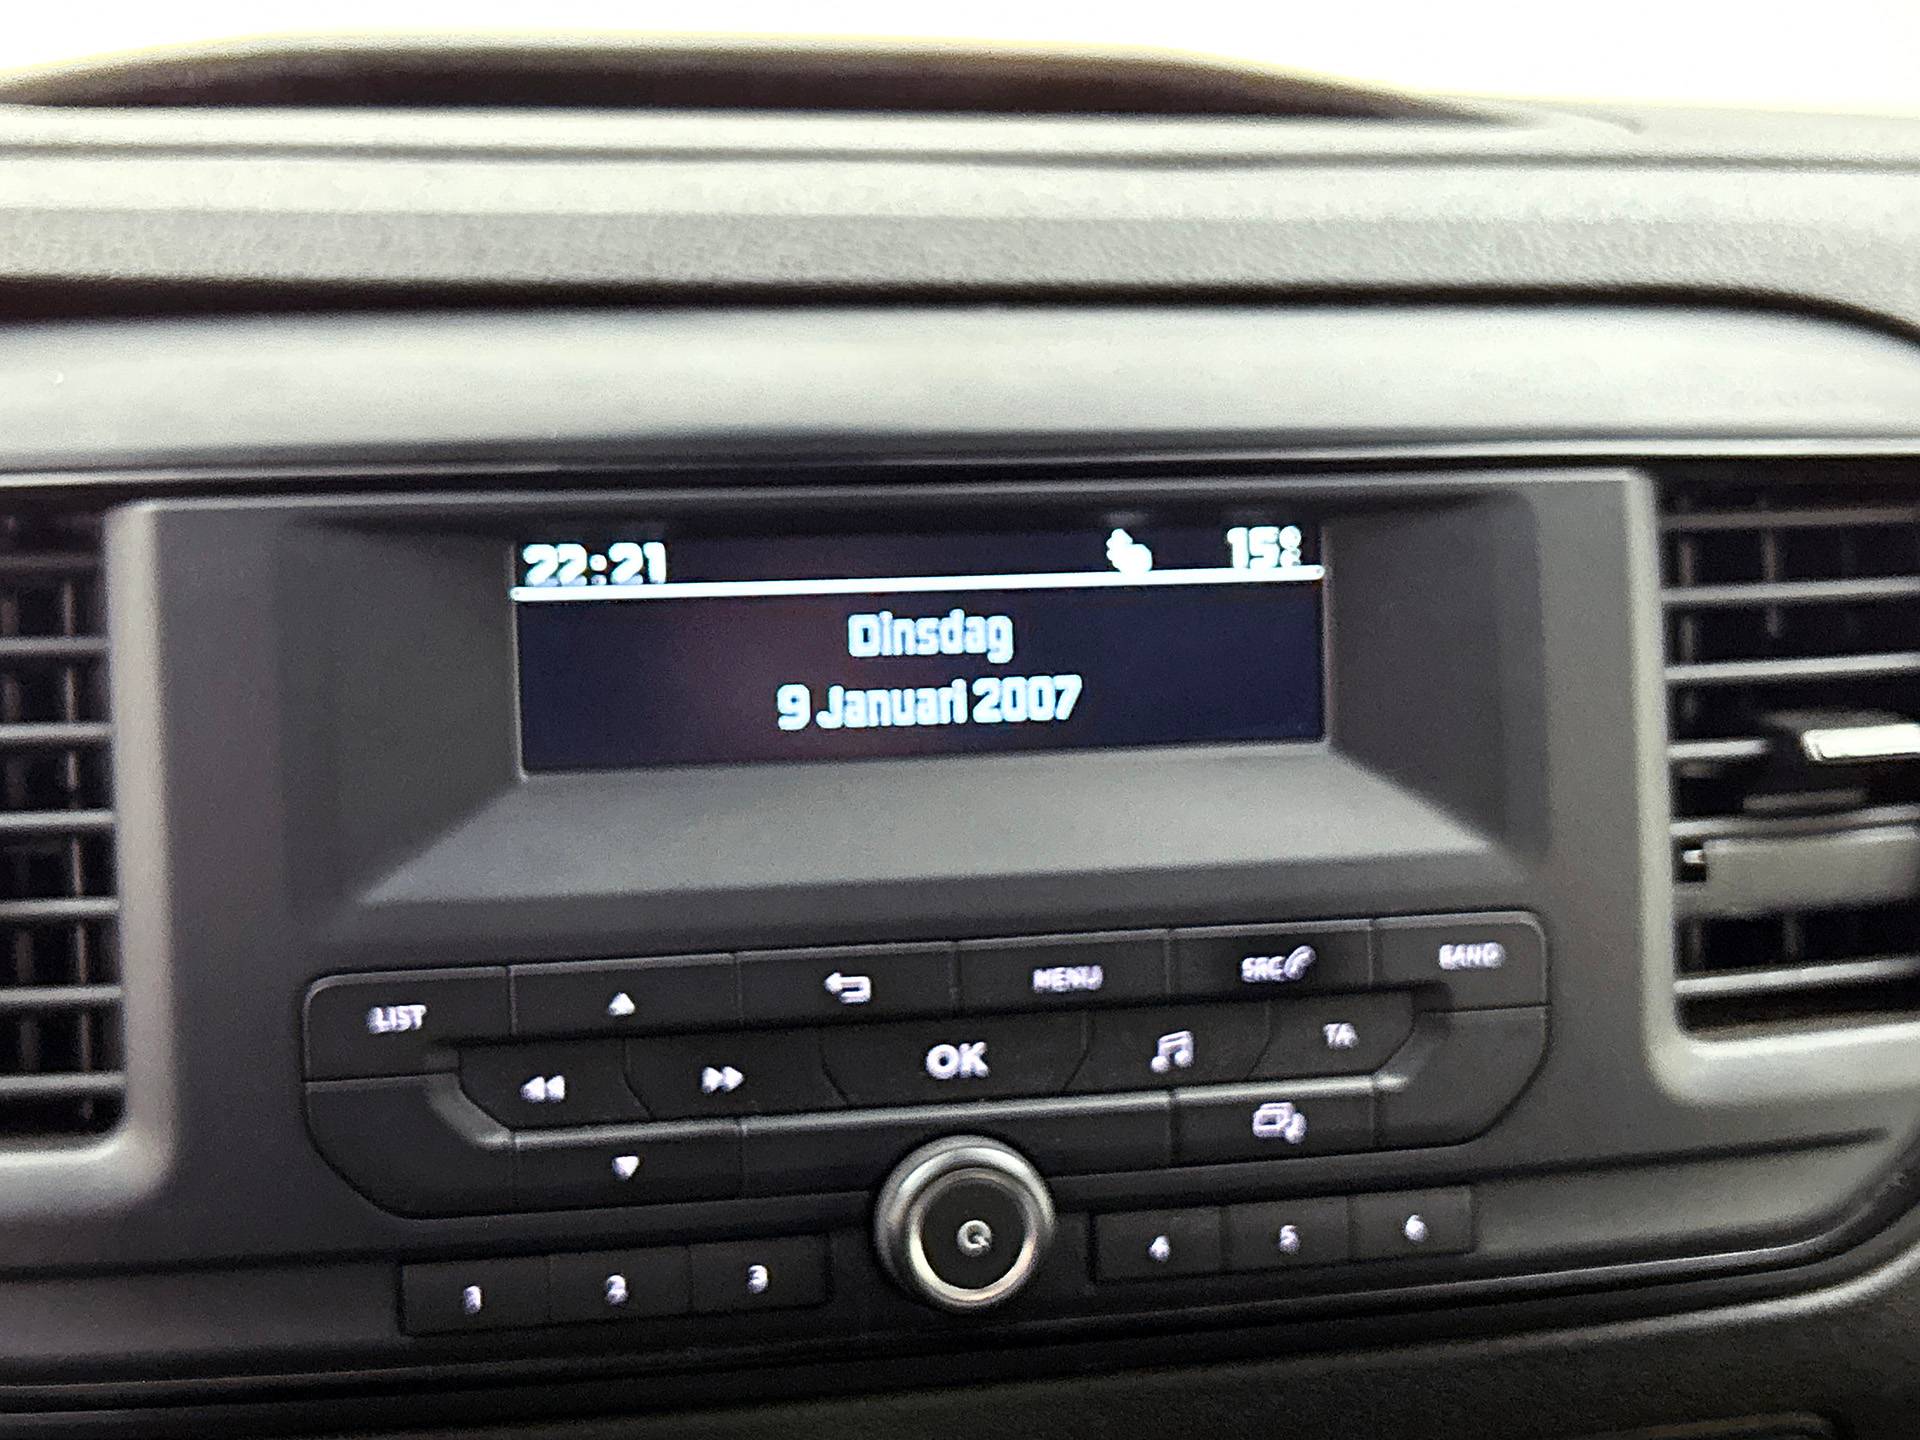 22:21 15°
Dinsdag
9 Januari 2007
LIST MENU SRC BAND
OK TA
1 2 3 4 5 6